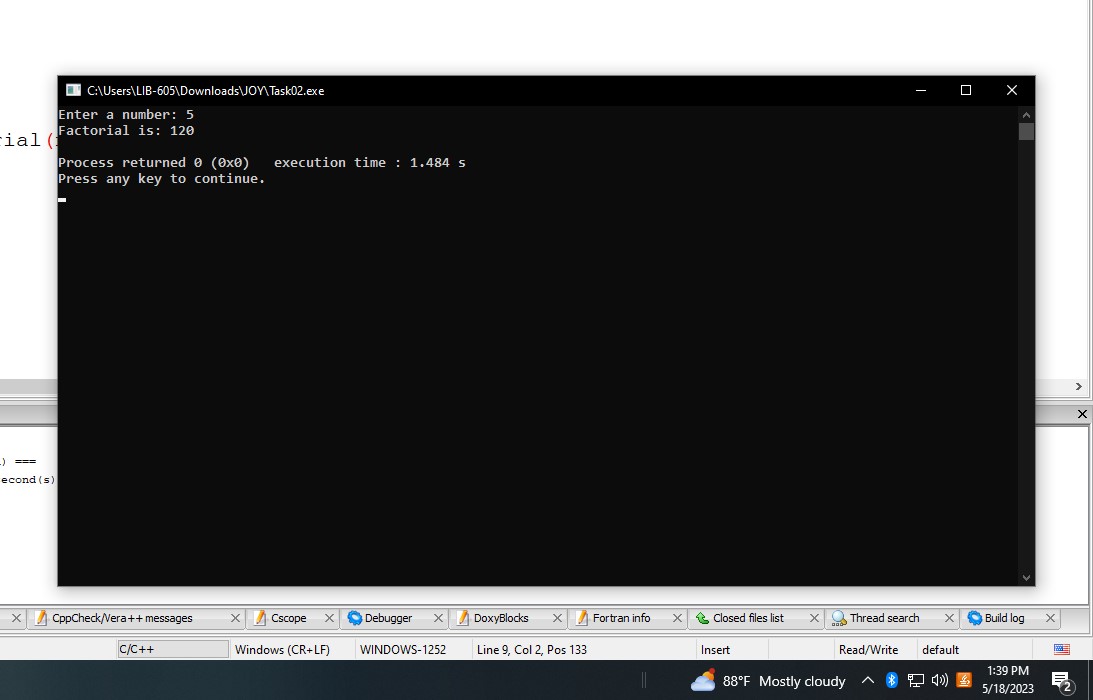 C:\Users\LIB-605\Downloads\JOY\Task02.exe
Enter a number: 5
rial(
Factorial is: 120
Process returned 0 (0x0)   execution time : 1.484 s
Press any key to continue.
) ===
econd(s)
CppCheck/Vera++ messages
Cscope
Debugger
DoxyBlocks
Fortran info
Closed files list
Thread search
Build log
C/C++
Windows (CR+LF)
WINDOWS-1252
Line 9, Col 2, Pos 133
Insert
Read/Write
default
88°F Mostly cloudy
1:39 PM
5/18/2023
2